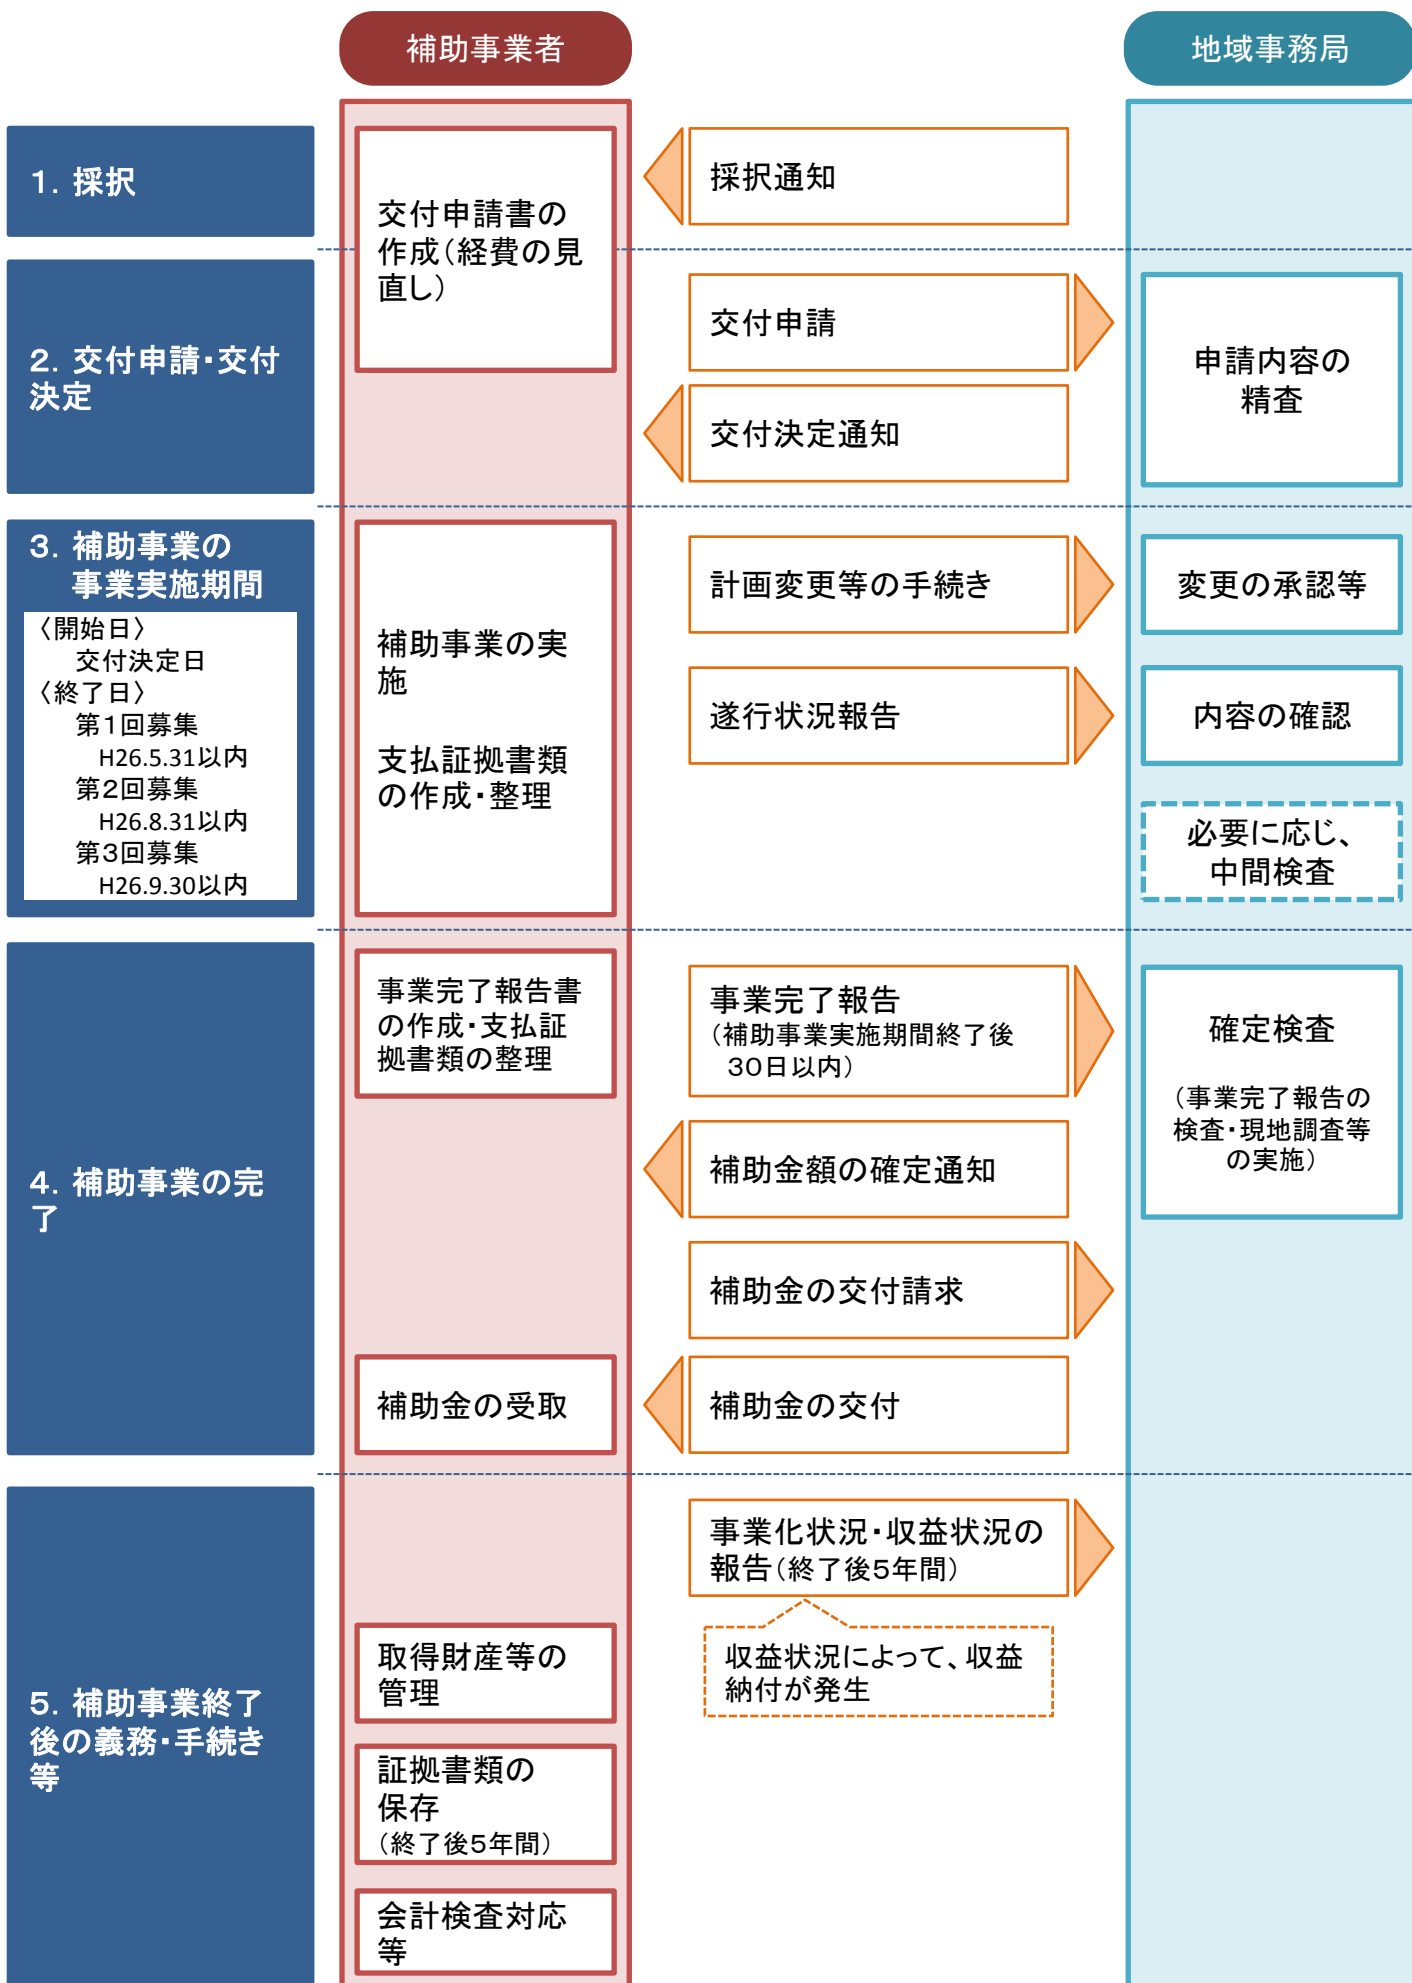 補助事業者
地域事務局
1．採択
交付申請書の
作成（経費の見
直し）
採択通知
2．交付申請・交付
決定
交付申請
交付決定通知
申請内容の
精査
3．補助事業の
事業実施期間
〈開始日〉
交付決定日
〈終了日〉
第1回募集
H26.5.31以内
第2回募集
H26.8.31以内
第3回募集
H26.9.30以内
補助事業の実
施
支払証拠書類
の作成・整理
計画変更等の手続き
変更の承認等
遂行状況報告
内容の確認
必要に応じ、
中間検査
4．補助事業の完
了
事業完了報告書
の作成・支払証
拠書類の整理
事業完了報告
（補助事業実施期間終了後
30日以内）
確定検査
（事業完了報告の
検査・現地調査等
の実施）
補助金額の確定通知
補助金の交付請求
補助金の受取
補助金の交付
5．補助事業終了
後の義務・手続き
等
事業化状況・収益状況の
報告（終了後5年間）
収益状況によって、収益
納付が発生
取得財産等の
管理
証拠書類の
保存
（終了後5年間）
会計検査対応
等